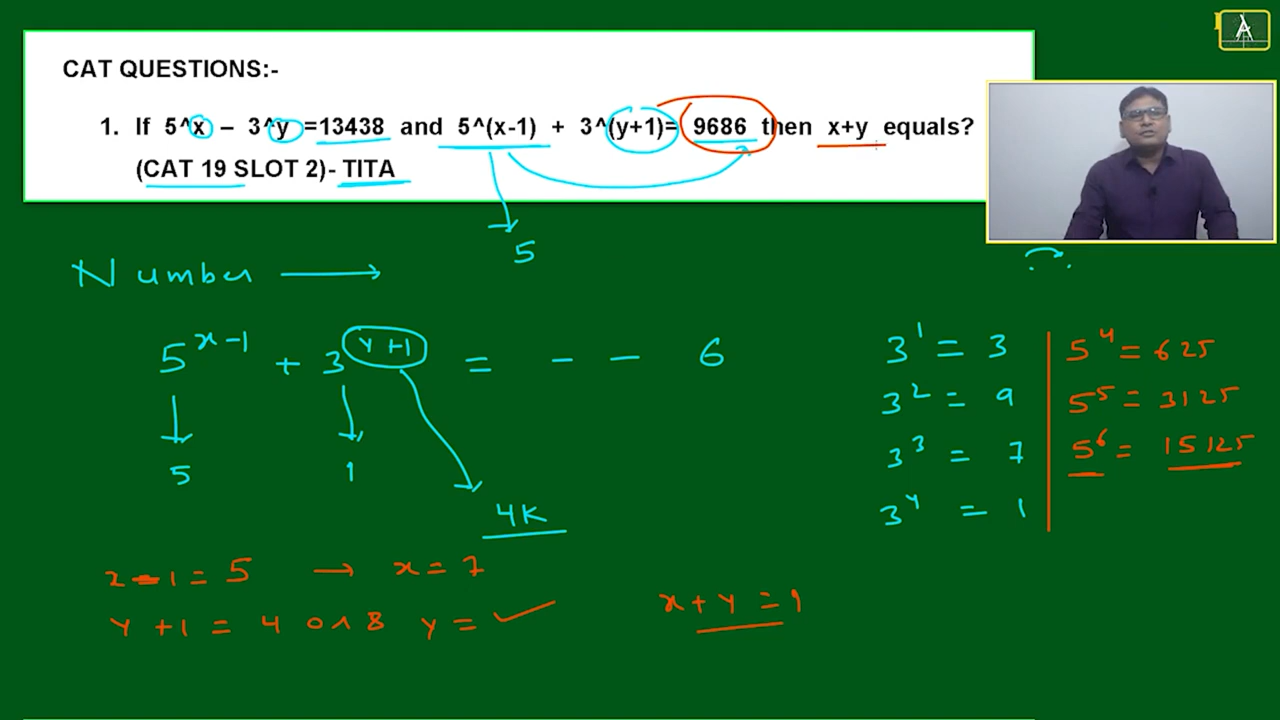 CAT QUESTIONS:-
1. If 5^x – 3^y =13438 and 5^(x-1) + 3^(y+1)= 9686 then x+y equals?
(CAT 19 SLOT 2)- TITA
5
Number →
5^{x-1} + 3^{y+1} = _ _ 6
5 1
4K
3^1 = 3
3^2 = 9
3^3 = 7
3^4 = 1
5^4 = 625
5^5 = 3125
5^6 = 15125
x-1 = 5 → x = 7
y+1 = 4 or 8 y =
x+y = 9